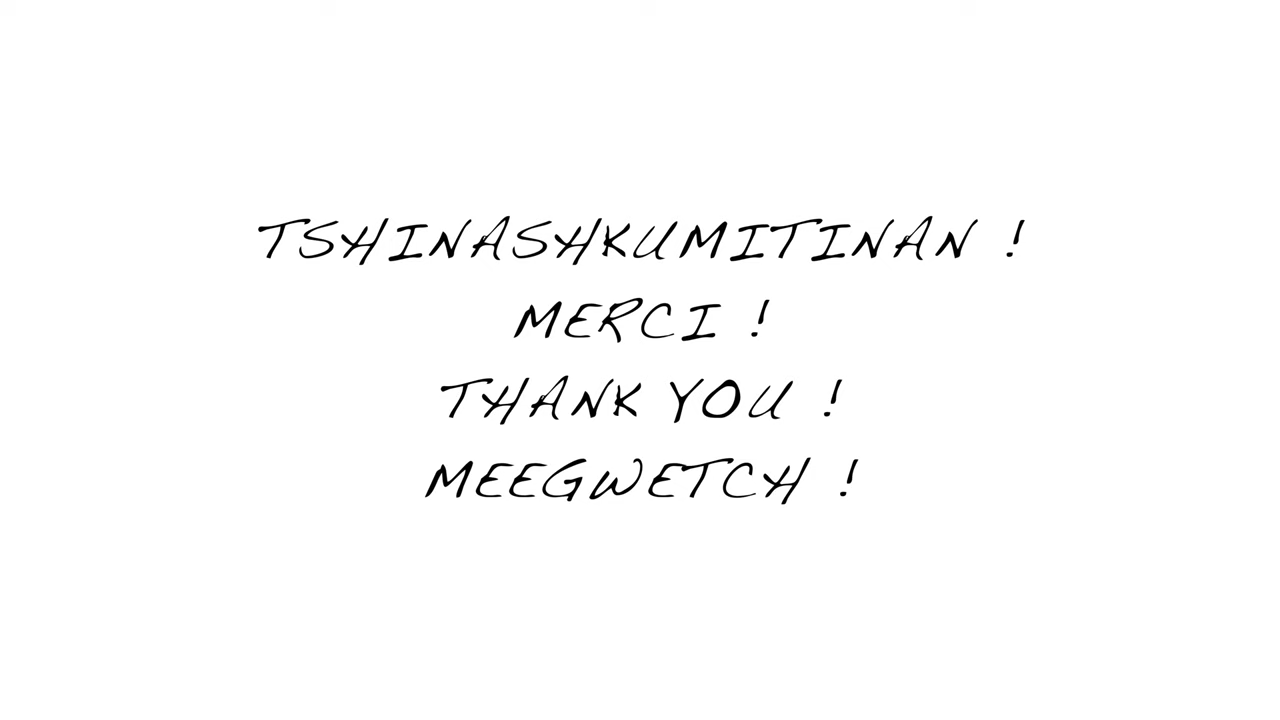 TSHINASHKUMITINAN !
MERCI !
THANK YOU !
MEEGWETCH !